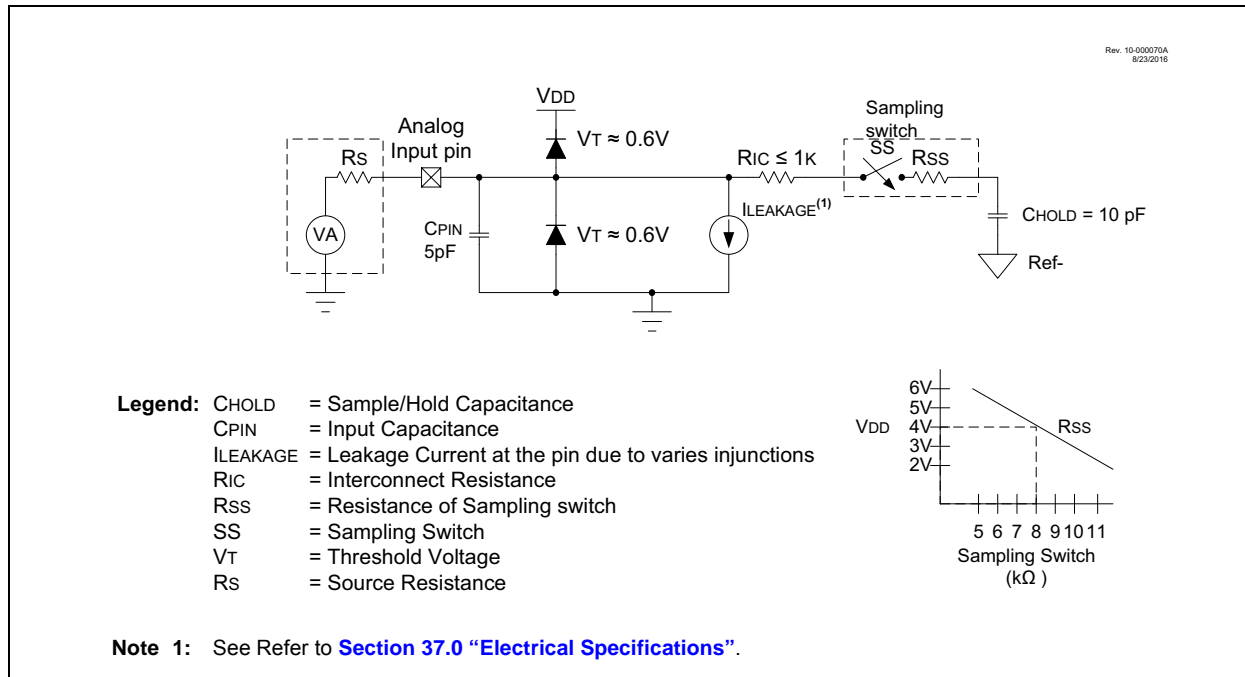 Rev. 10-000070A
8/23/2016
VDD
Sampling
switch
Analog
Input pin
VT ≈ 0.6V
RS
RIC ≤ 1K
SS
RSS
VA
CPIN
5pF
VT ≈ 0.6V
ILEAKAGE(1)
CHOLD = 10 pF
Ref-
Legend: CHOLD = Sample/Hold Capacitance
CPIN = Input Capacitance
ILEAKAGE = Leakage Current at the pin due to varies injunctions
RIC = Interconnect Resistance
RSS = Resistance of Sampling switch
SS = Sampling Switch
VT = Threshold Voltage
RS = Source Resistance
6V
5V
VDD 4V
3V
2V
RSS
5 6 7 8 9 10 11
Sampling Switch
(kΩ )
Note 1: See Refer to Section 37.0 “Electrical Specifications”.